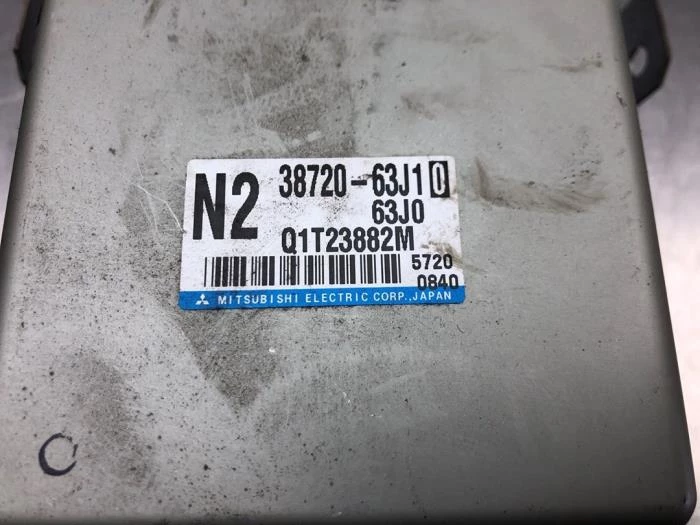 N2 38720-63J10
63J0
Q1T23882M
5720
0840
MITSUBISHI ELECTRIC CORP., JAPAN
C